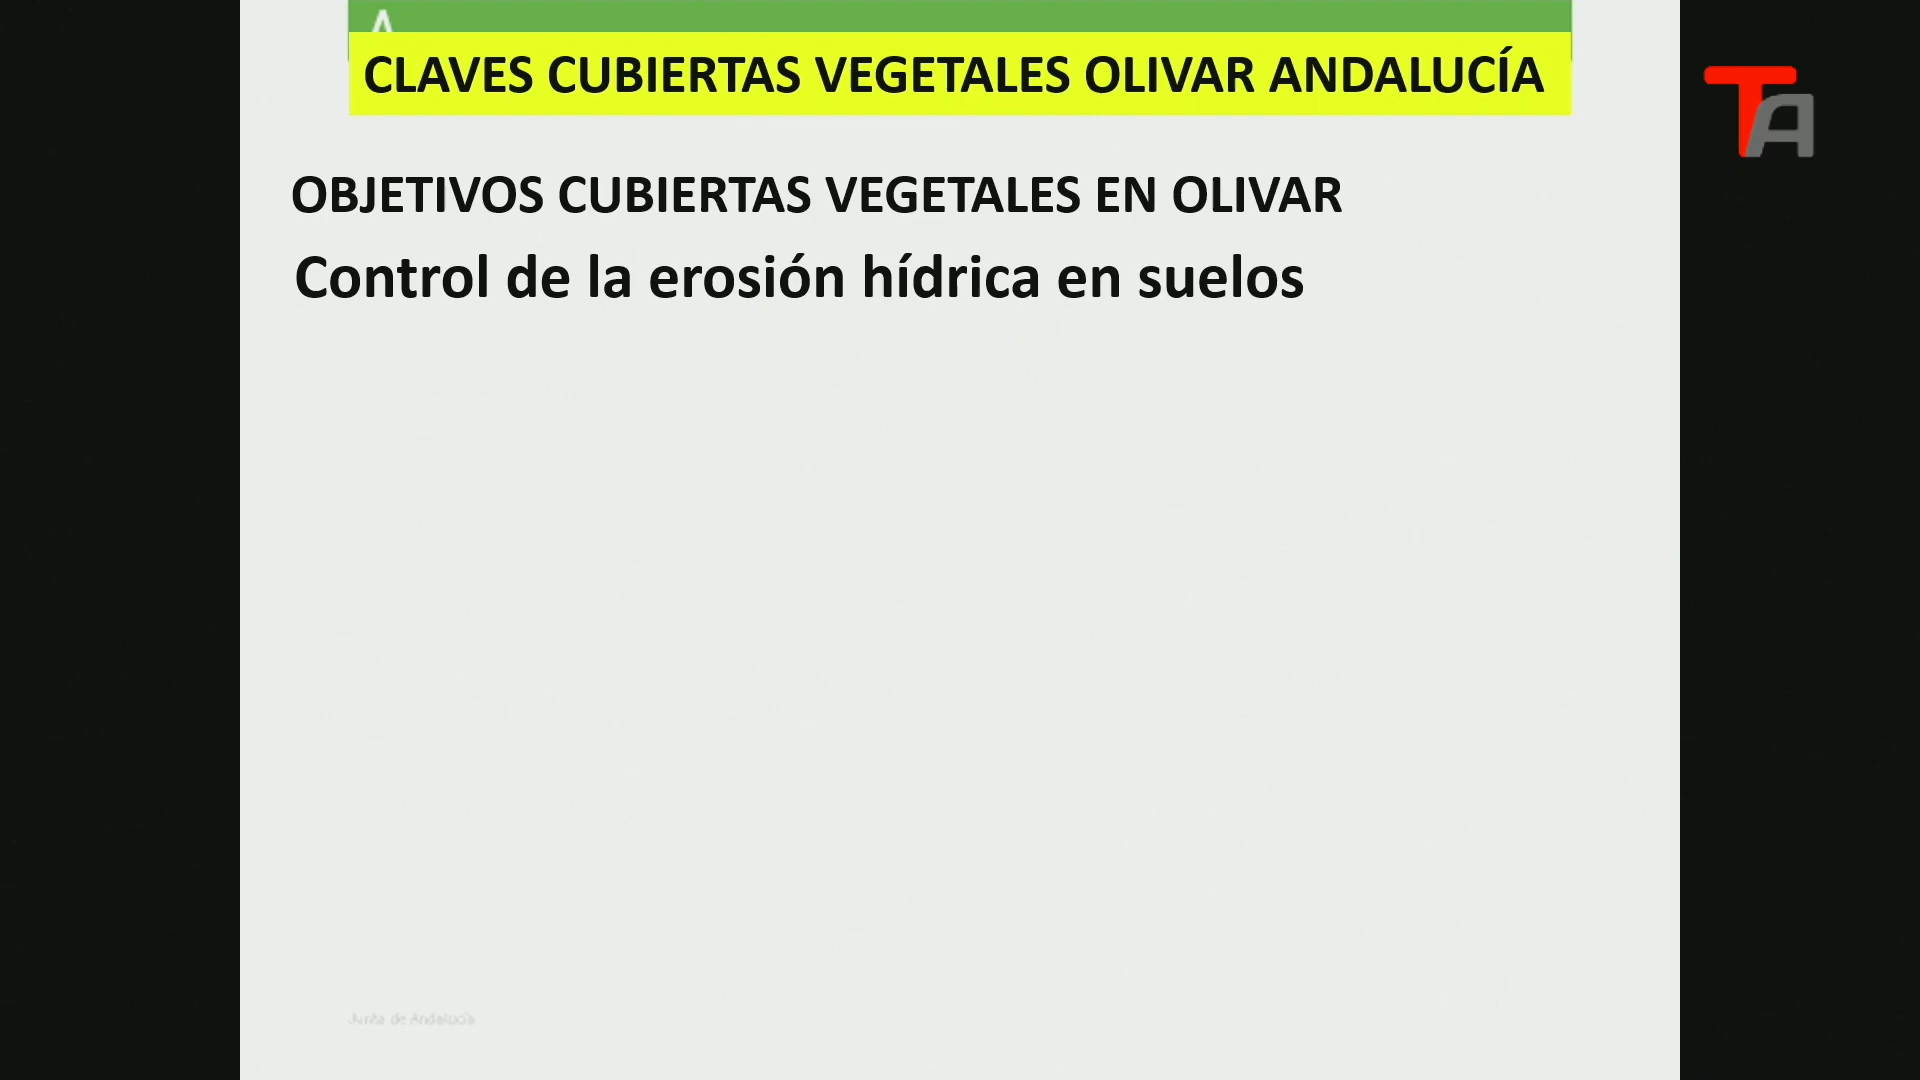 CLAVES CUBIERTAS VEGETALES OLIVAR ANDALUCÍA
TA
OBJETIVOS CUBIERTAS VEGETALES EN OLIVAR
Control de la erosión hídrica en suelos
Junta de Andalucía